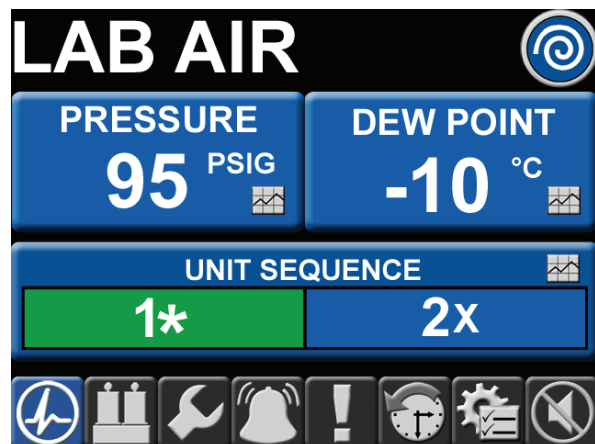 LAB AIR
PRESSURE
95 PSIG
DEW POINT
-10 °C
UNIT SEQUENCE
1* 2x